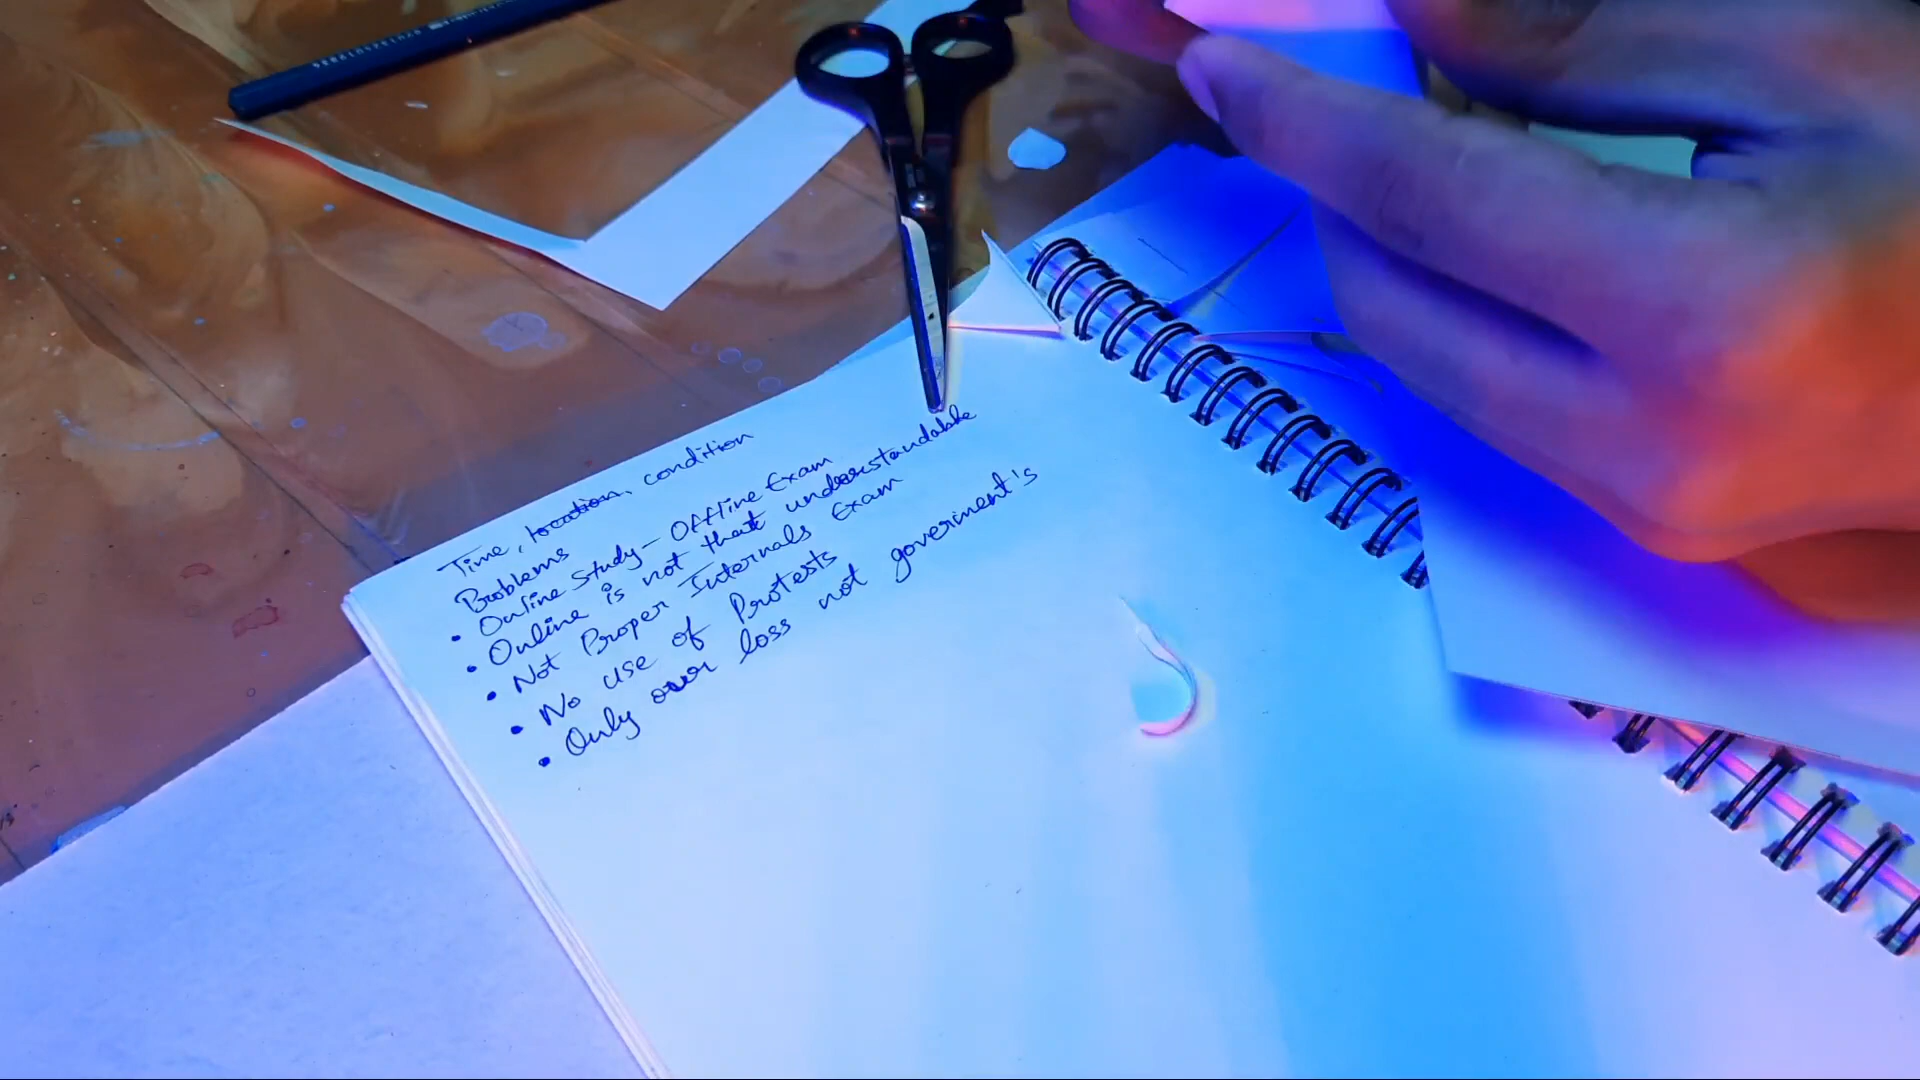 Time, location, condition
Problems
• Online Study - Offline Exam
• Online is not that understandable
• Not Proper Internals Exam
• No use of Protests
• Only our loss not goverment's